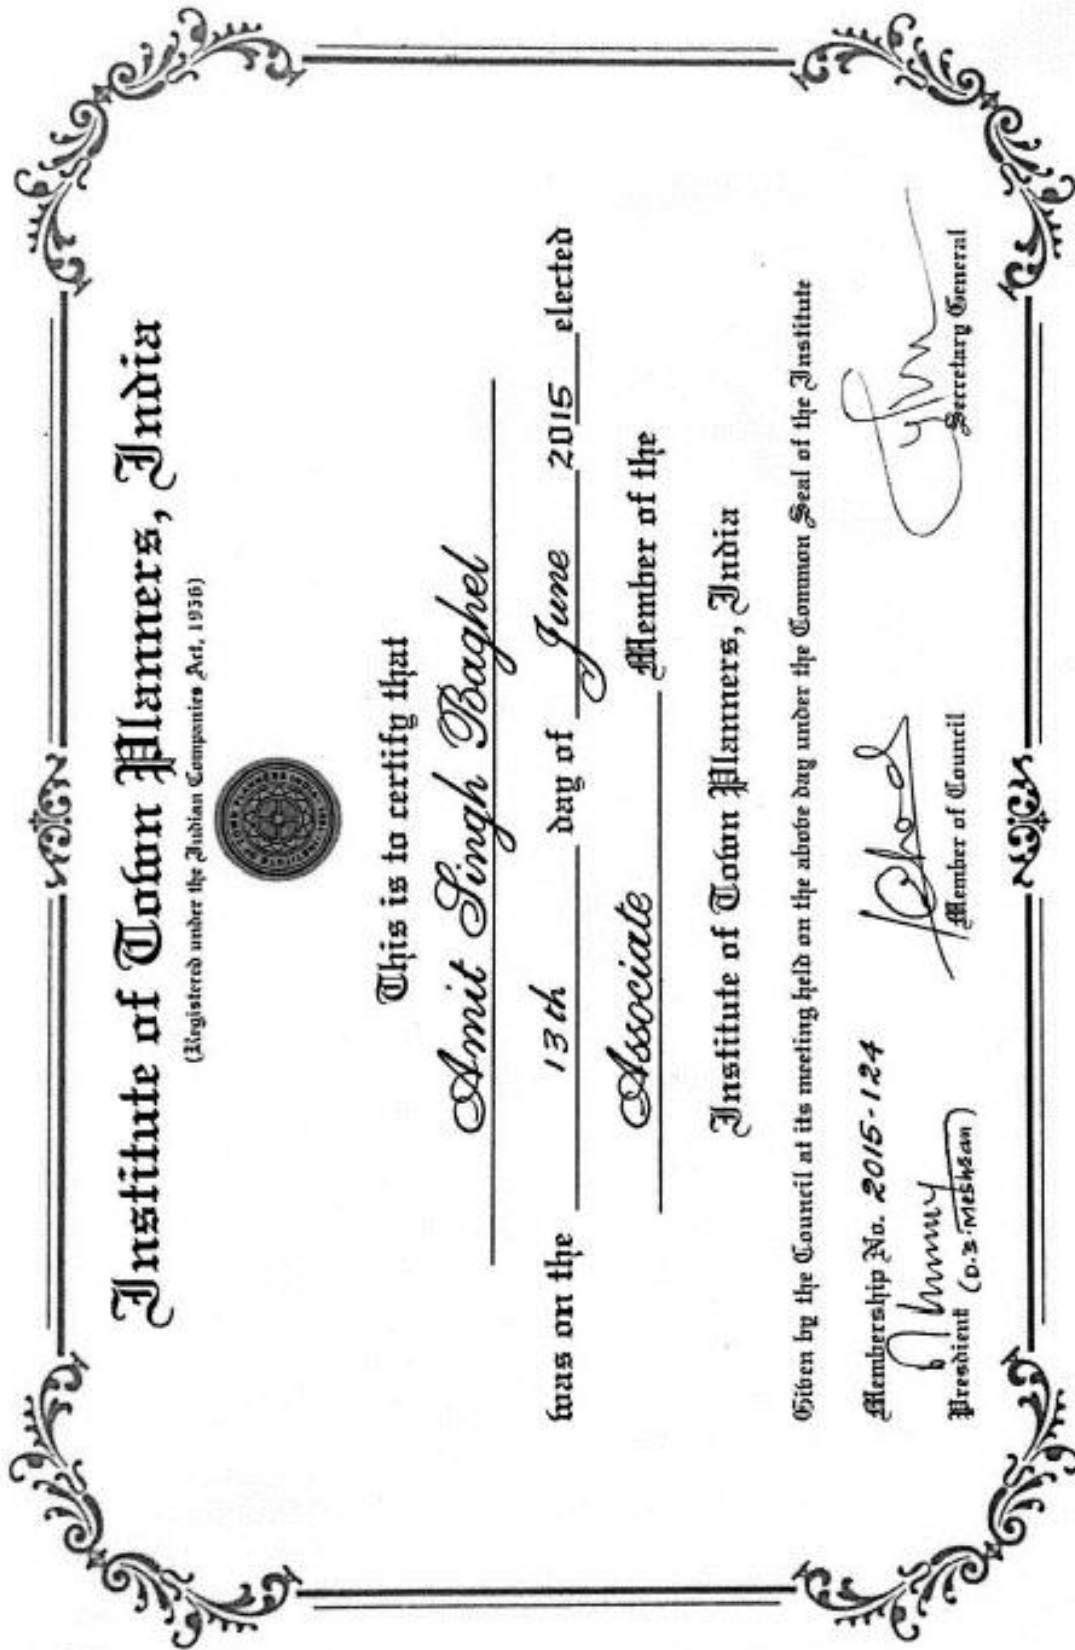 Institute of Town Planners, India
(Registered under the Indian Companies Act, 1956)
This is to certify that
Amit Singh Baghel
was on the 13th day of June 2015 elected
Associate Member of the
Institute of Town Planners, India
Given by the Council at its meeting held on the above day under the Common Seal of the Institute
Membership No. 2015-124
Presdient (D.S. Meshram) Member of Council Secretary General